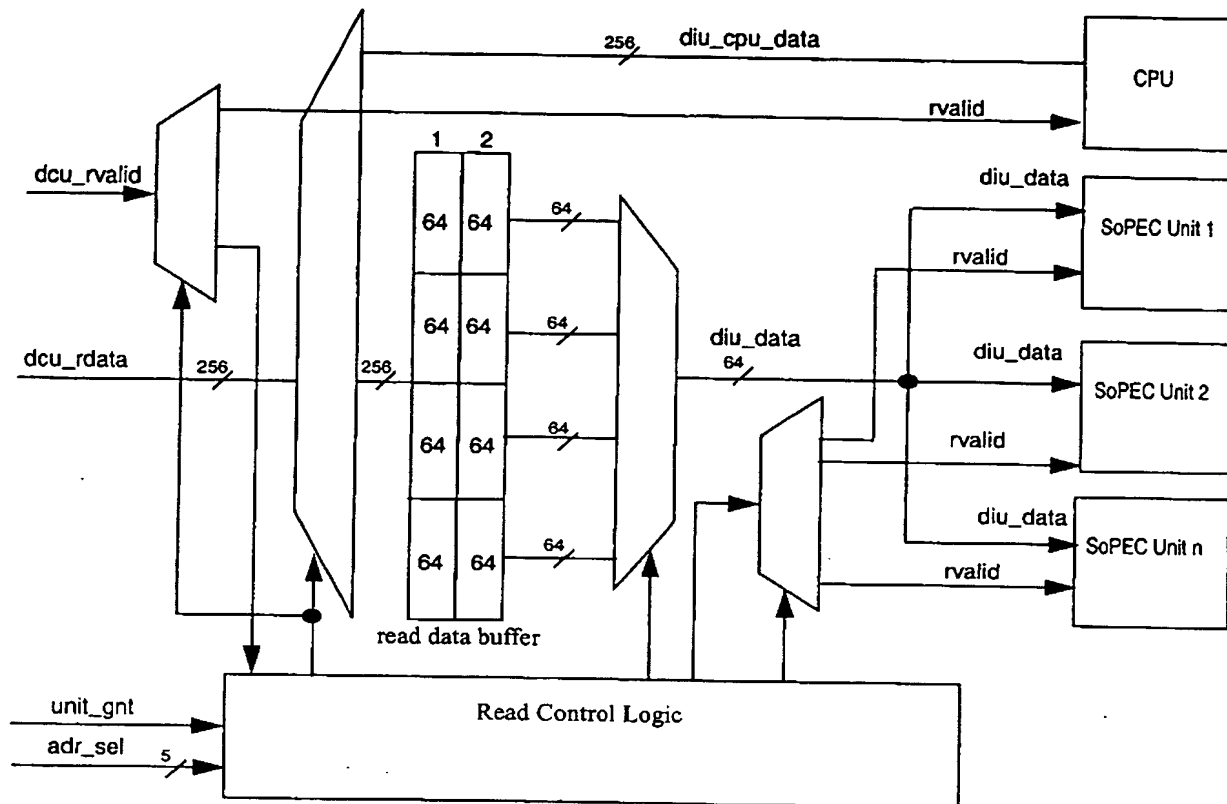 256
diu_cpu_data
CPU
rvalid
dcu_rvalid
1 2
64 64
64
diu_data
SoPEC Unit 1
rvalid
64 64
64
diu_data
64
dcu_rdata
256
256
diu_data
SoPEC Unit 2
rvalid
64 64
64
diu_data
SoPEC Unit n
rvalid
64 64
64
read data buffer
Read Control Logic
unit_gnt
adr_sel
5